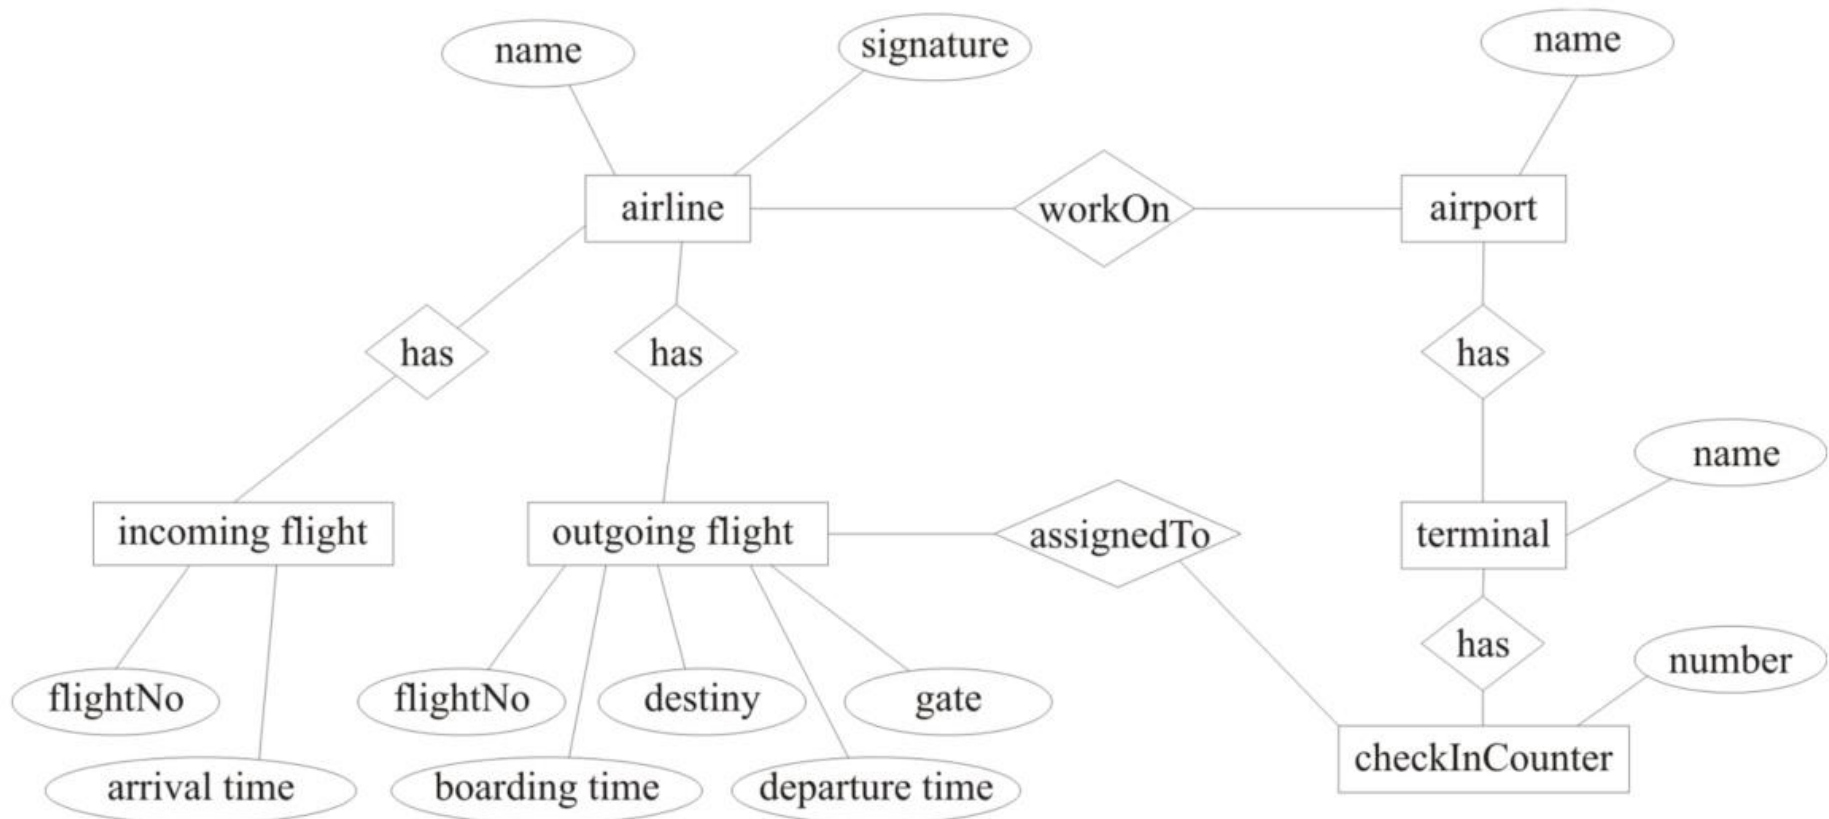 name
signature
name
airline
workOn
airport
has
has
has
name
incoming flight
outgoing flight
assignedTo
terminal
has
number
flightNo
flightNo
destiny
gate
checkInCounter
arrival time
boarding time
departure time